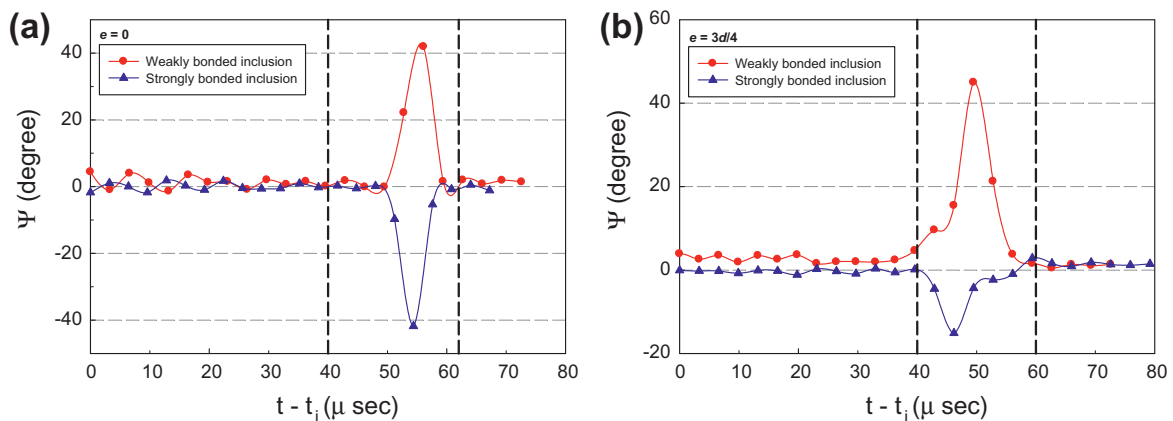 (a)
e = 0
Weakly bonded inclusion
Strongly bonded inclusion
Ψ (degree)
40
20
0
-20
-40
0 10 20 30 40 50 60 70 80
t - ti (μ sec)
(b)
e = 3d/4
Weakly bonded inclusion
Strongly bonded inclusion
Ψ (degree)
60
40
20
0
-20
0 10 20 30 40 50 60 70 80
t - ti (μ sec)